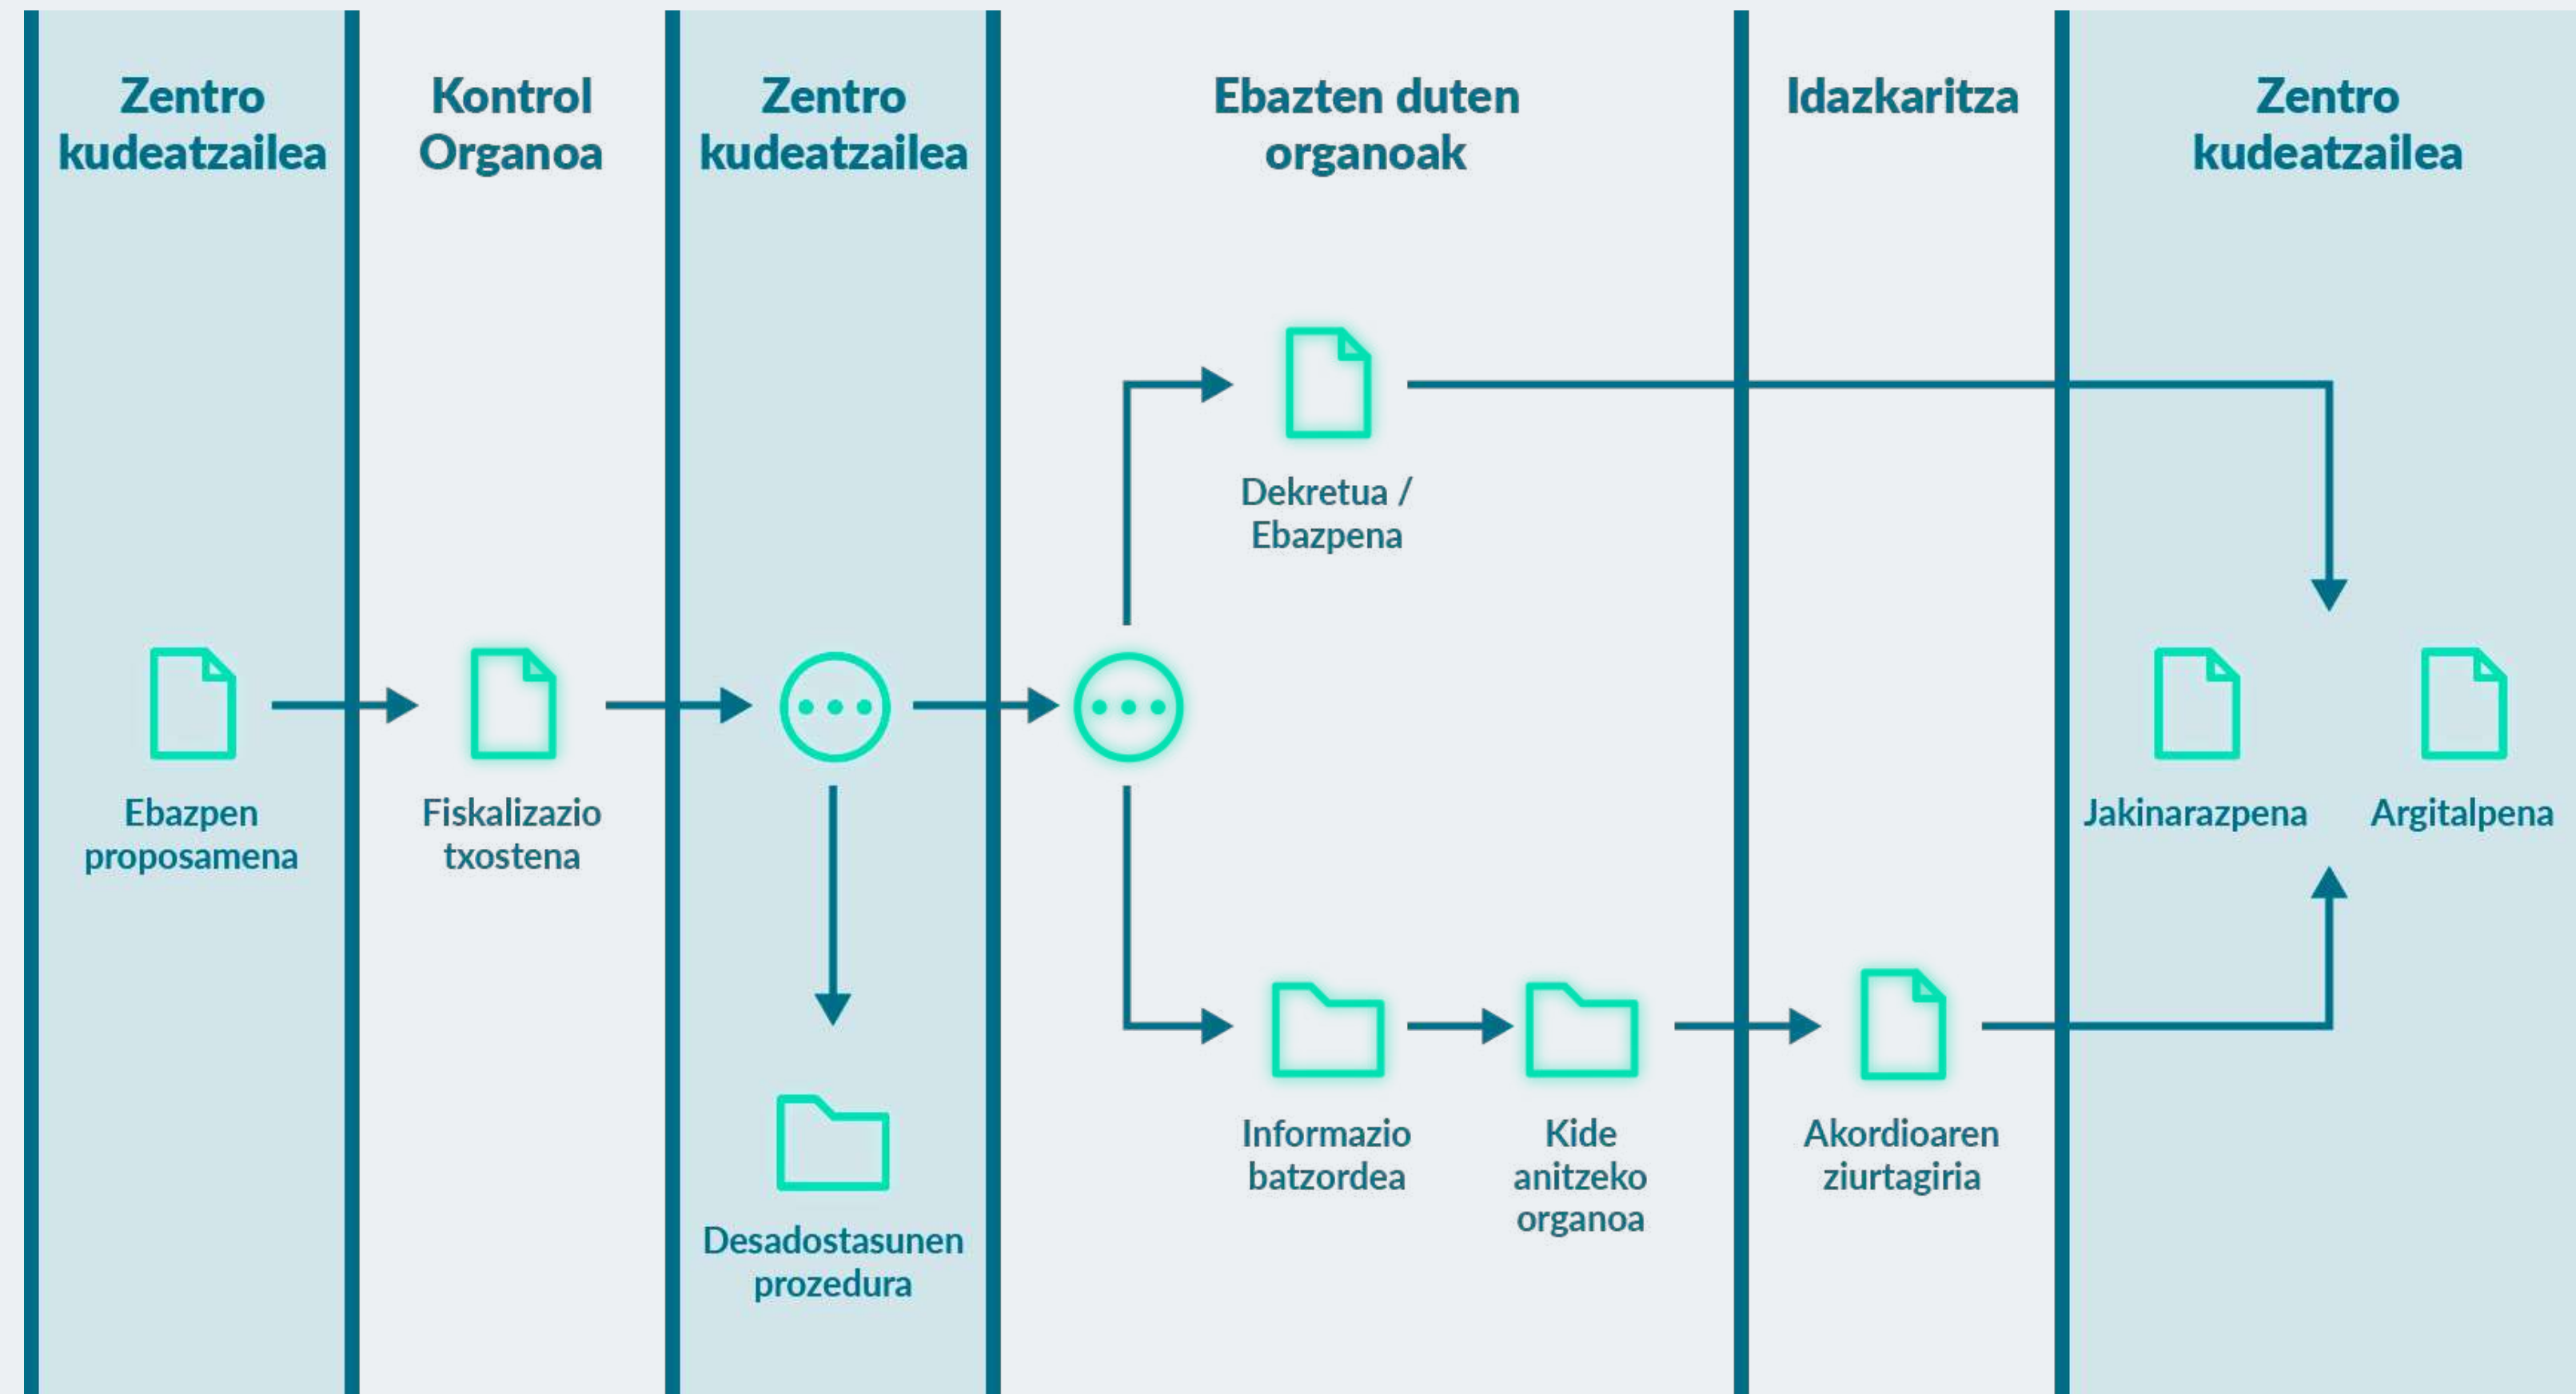 Zentro
kudeatzailea
Kontrol
Organoa
Zentro
kudeatzailea
Ebazten duten
organoak
Idazkaritza
Zentro
kudeatzailea
Dekretua /
Ebazpena
Ebazpen
proposamena
Fiskalizazio
txostena
Jakinarazpena
Argitalpena
Desadostasunen
prozedura
Informazio
batzordea
Kide
anitzeko
organoa
Akordioaren
ziurtagiria